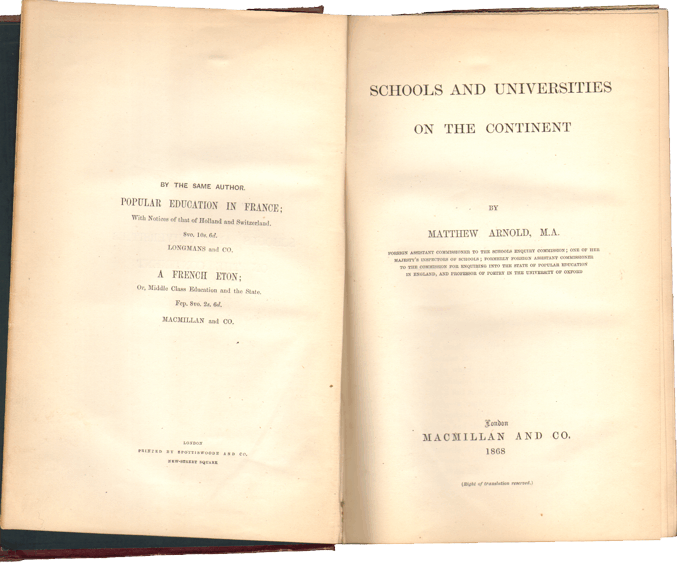 BY THE SAME AUTHOR.
POPULAR EDUCATION IN FRANCE;
With Notices of that of Holland and Switzerland.
8vo. 10s. 6d.
LONGMANS and CO.
A FRENCH ETON;
Or, Middle Class Education and the State.
Fcp. 8vo. 2s. 6d.
MACMILLAN and CO.
LONDON
PRINTED BY SPOTTISWOODE AND CO.
NEW-STREET SQUARE
SCHOOLS AND UNIVERSITIES
ON THE CONTINENT
BY
MATTHEW ARNOLD, M.A.
FOREIGN ASSISTANT COMMISSIONER TO THE SCHOOLS ENQUIRY COMMISSION; ONE OF HER
MAJESTY'S INSPECTORS OF SCHOOLS; FORMERLY FOREIGN ASSISTANT COMMISSIONER
TO THE COMMISSION FOR ENQUIRING INTO THE STATE OF POPULAR EDUCATION
IN ENGLAND, AND PROFESSOR OF POETRY IN THE UNIVERSITY OF OXFORD
London
MACMILLAN AND CO.
1868
(Right of translation reserved.)